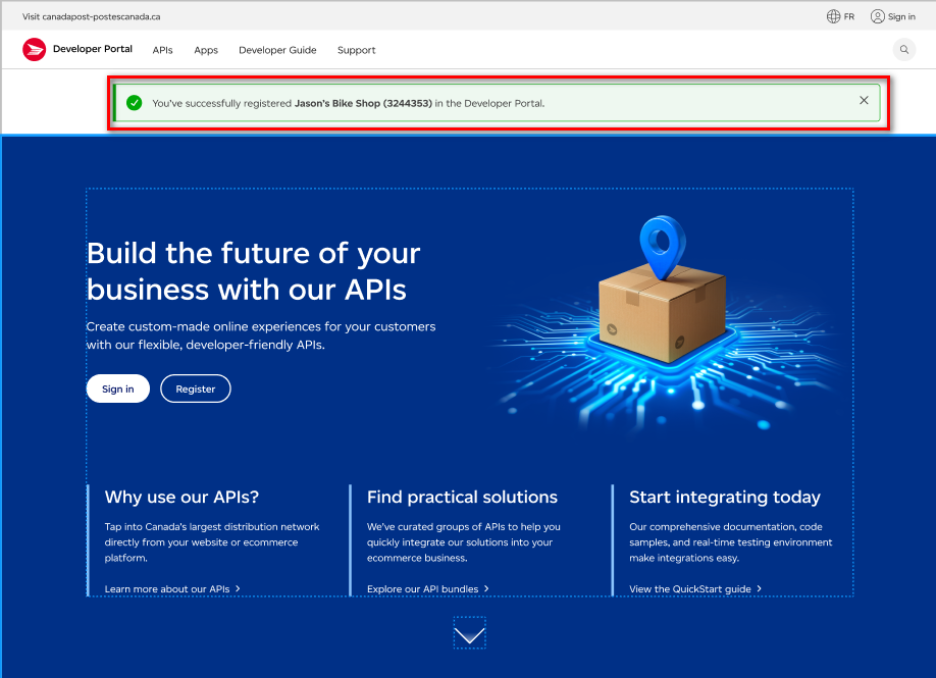 Visit canadapost-postescanada.ca FR Sign in
Developer Portal APIs Apps Developer Guide Support
You've successfully registered Jason's Bike Shop (3244353) in the Developer Portal.
Build the future of your
business with our APIs
Create custom-made online experiences for your customers
with our flexible, developer-friendly APIs.
Sign in Register
Why use our APIs?
Tap into Canada's largest distribution network
directly from your website or ecommerce
platform.
Learn more about our APIs
Find practical solutions
We've curated groups of APIs to help you
quickly integrate our solutions into your
ecommerce business.
Explore our API bundles
Start integrating today
Our comprehensive documentation, code
samples, and real-time testing environment
make integrations easy.
View the QuickStart guide